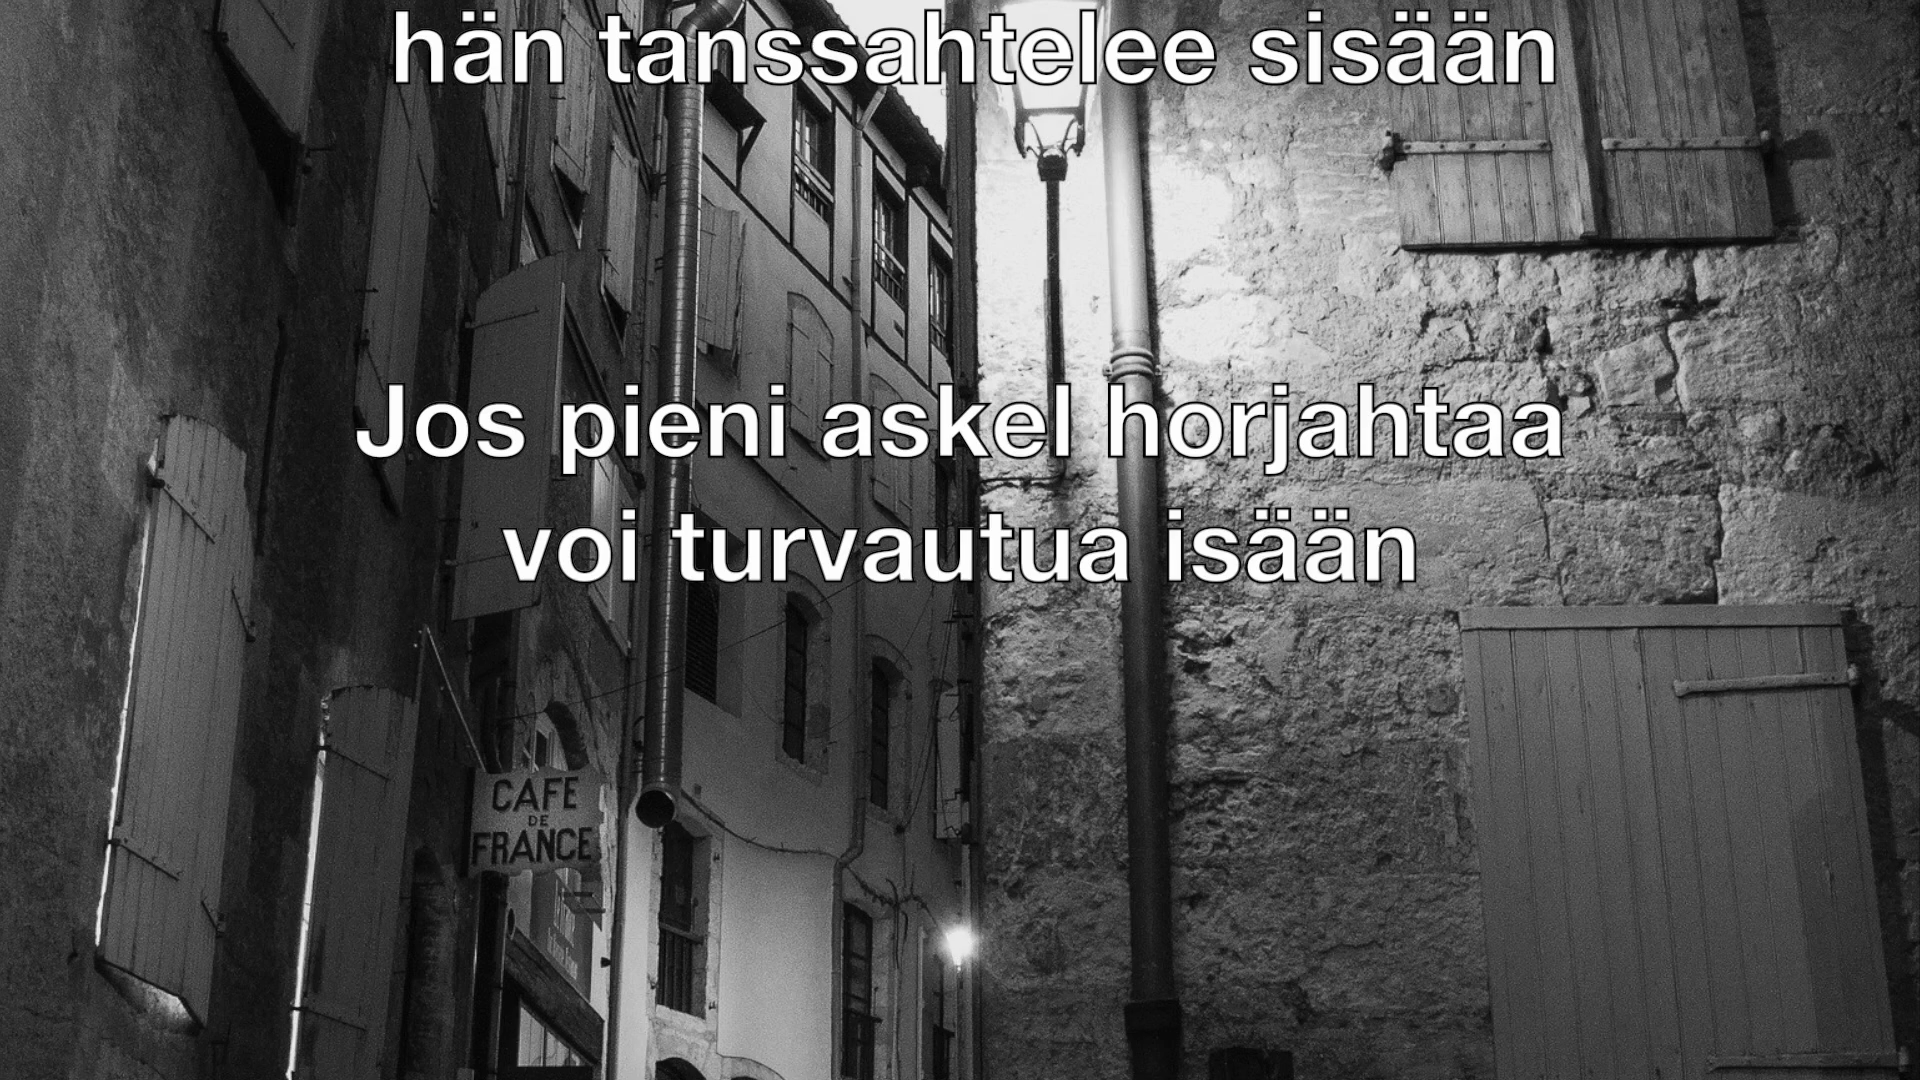 hän tanssahtelee sisään
Jos pieni askel horjahtaa
voi turvautua isään
CAFE
DE
FRANCE